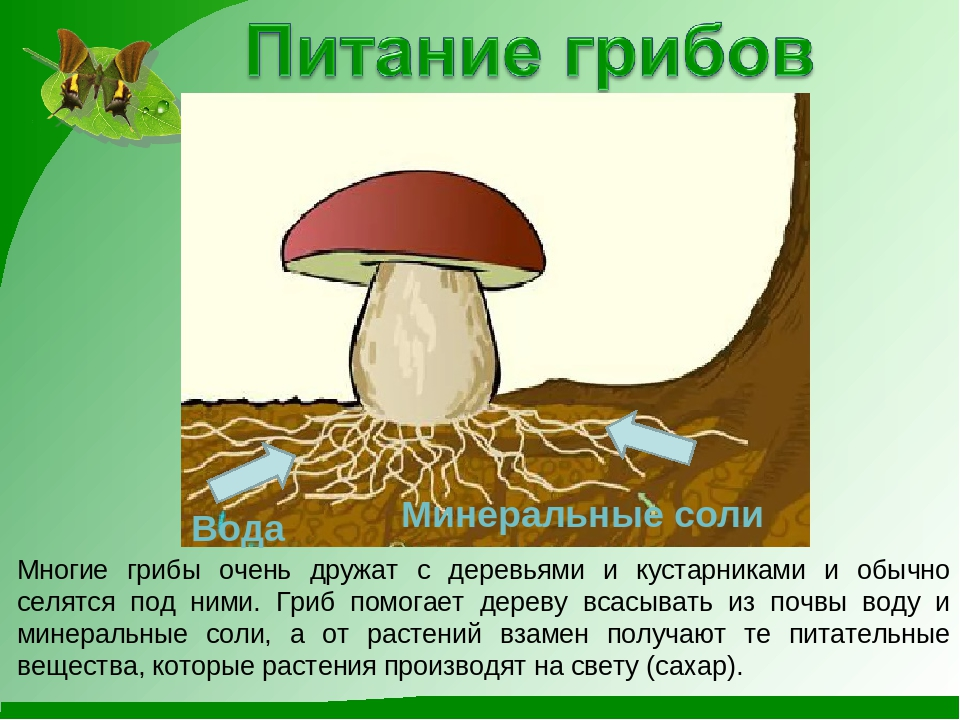 Питание грибов
Минеральные соли
Вода
Многие грибы очень дружат с деревьями и кустарниками и обычно
селятся под ними. Гриб помогает дереву всасывать из почвы воду и
минеральные соли, а от растений взамен получают те питательные
вещества, которые растения производят на свету (сахар).